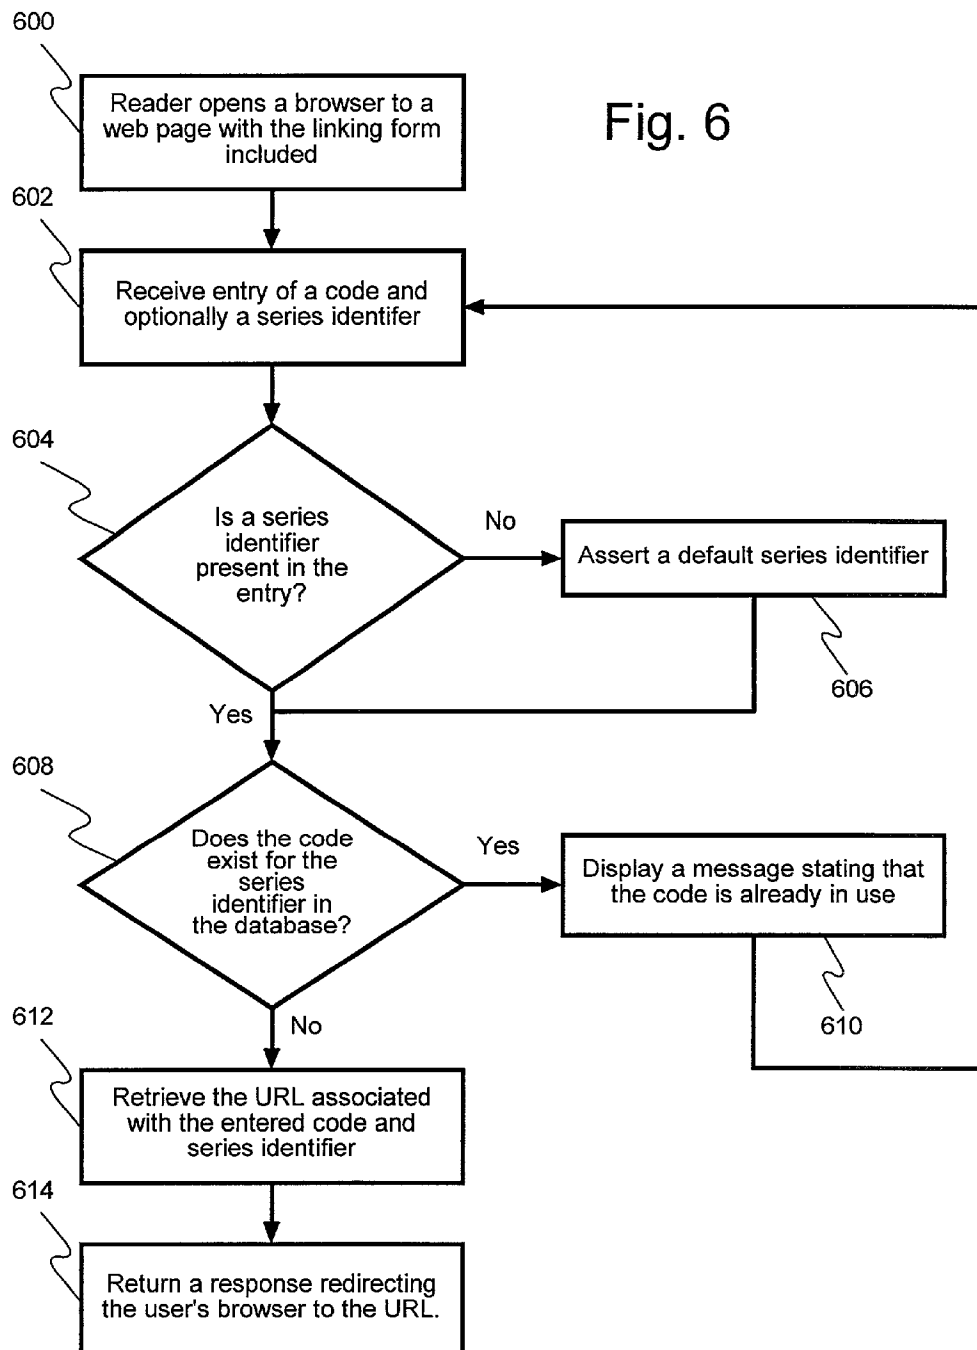 600
Reader opens a browser to a
web page with the linking form
included
Fig. 6
602
Receive entry of a code and
optionally a series identifer
604
Is a series
identifier
present in the
entry?
No
Assert a default series identifier
606
Yes
608
Does the code
exist for the
series
identifier in
the database?
Yes
Display a message stating that
the code is already in use
610
No
612
Retrieve the URL associated
with the entered code and
series identifier
614
Return a response redirecting
the user's browser to the URL.